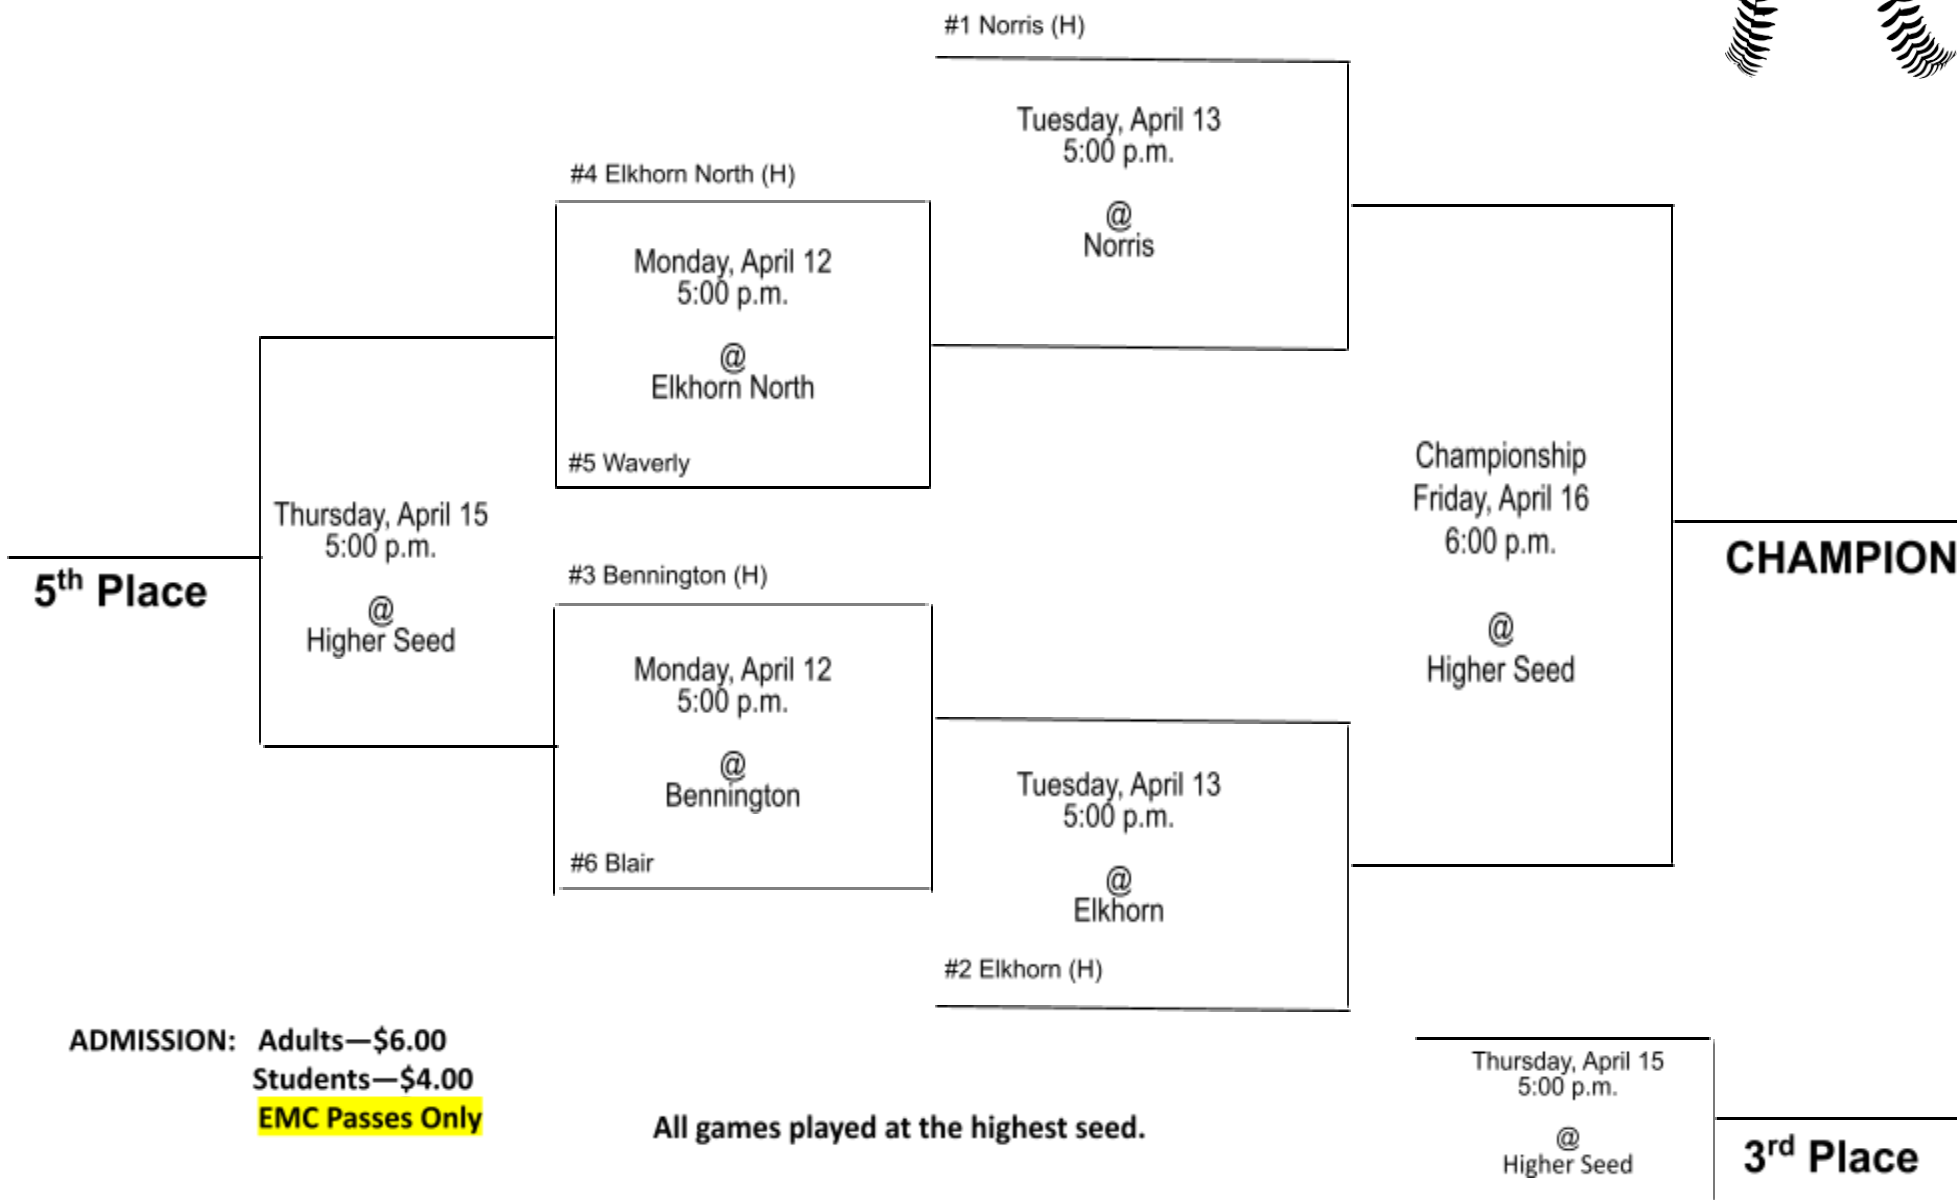 #1 Norris (H)
Tuesday, April 13
5:00 p.m.
@
Norris
#4 Elkhorn North (H)
Monday, April 12
5:00 p.m.
@
Elkhorn North
#5 Waverly
Thursday, April 15
5:00 p.m.
@
Higher Seed
5th Place
#3 Bennington (H)
Monday, April 12
5:00 p.m.
@
Bennington
#6 Blair
Tuesday, April 13
5:00 p.m.
@
Elkhorn
#2 Elkhorn (H)
Championship
Friday, April 16
6:00 p.m.
@
Higher Seed
CHAMPION
ADMISSION: Adults—$6.00
Students—$4.00
EMC Passes Only
All games played at the highest seed.
Thursday, April 15
5:00 p.m.
@
Higher Seed
3rd Place